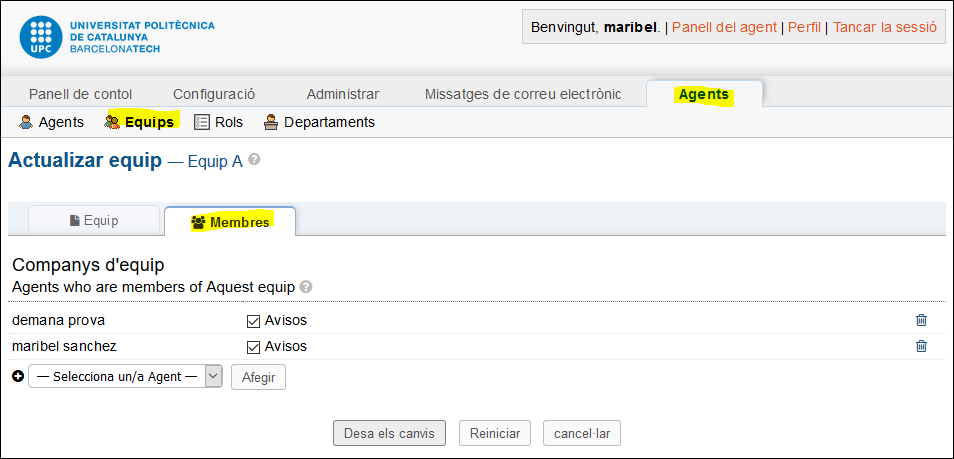 UNIVERSITAT POLITÈCNICA
DE CATALUNYA
BARCELONATECH
UPC
Benvingut, maribel. | Panell del agent | Perfil | Tancar la sessió
Panell de contol Configuració Administrar Missatges de correu electrònic Agents
Agents Equips Rols Departaments
Actualizar equip — Equip A ?
Equip Membres
Companys d'equip
Agents who are members of Aquest equip ?
demana prova Avisos
maribel sanchez Avisos
— Selecciona un/a Agent — Afegir
Desa els canvis Reiniciar cancel·lar